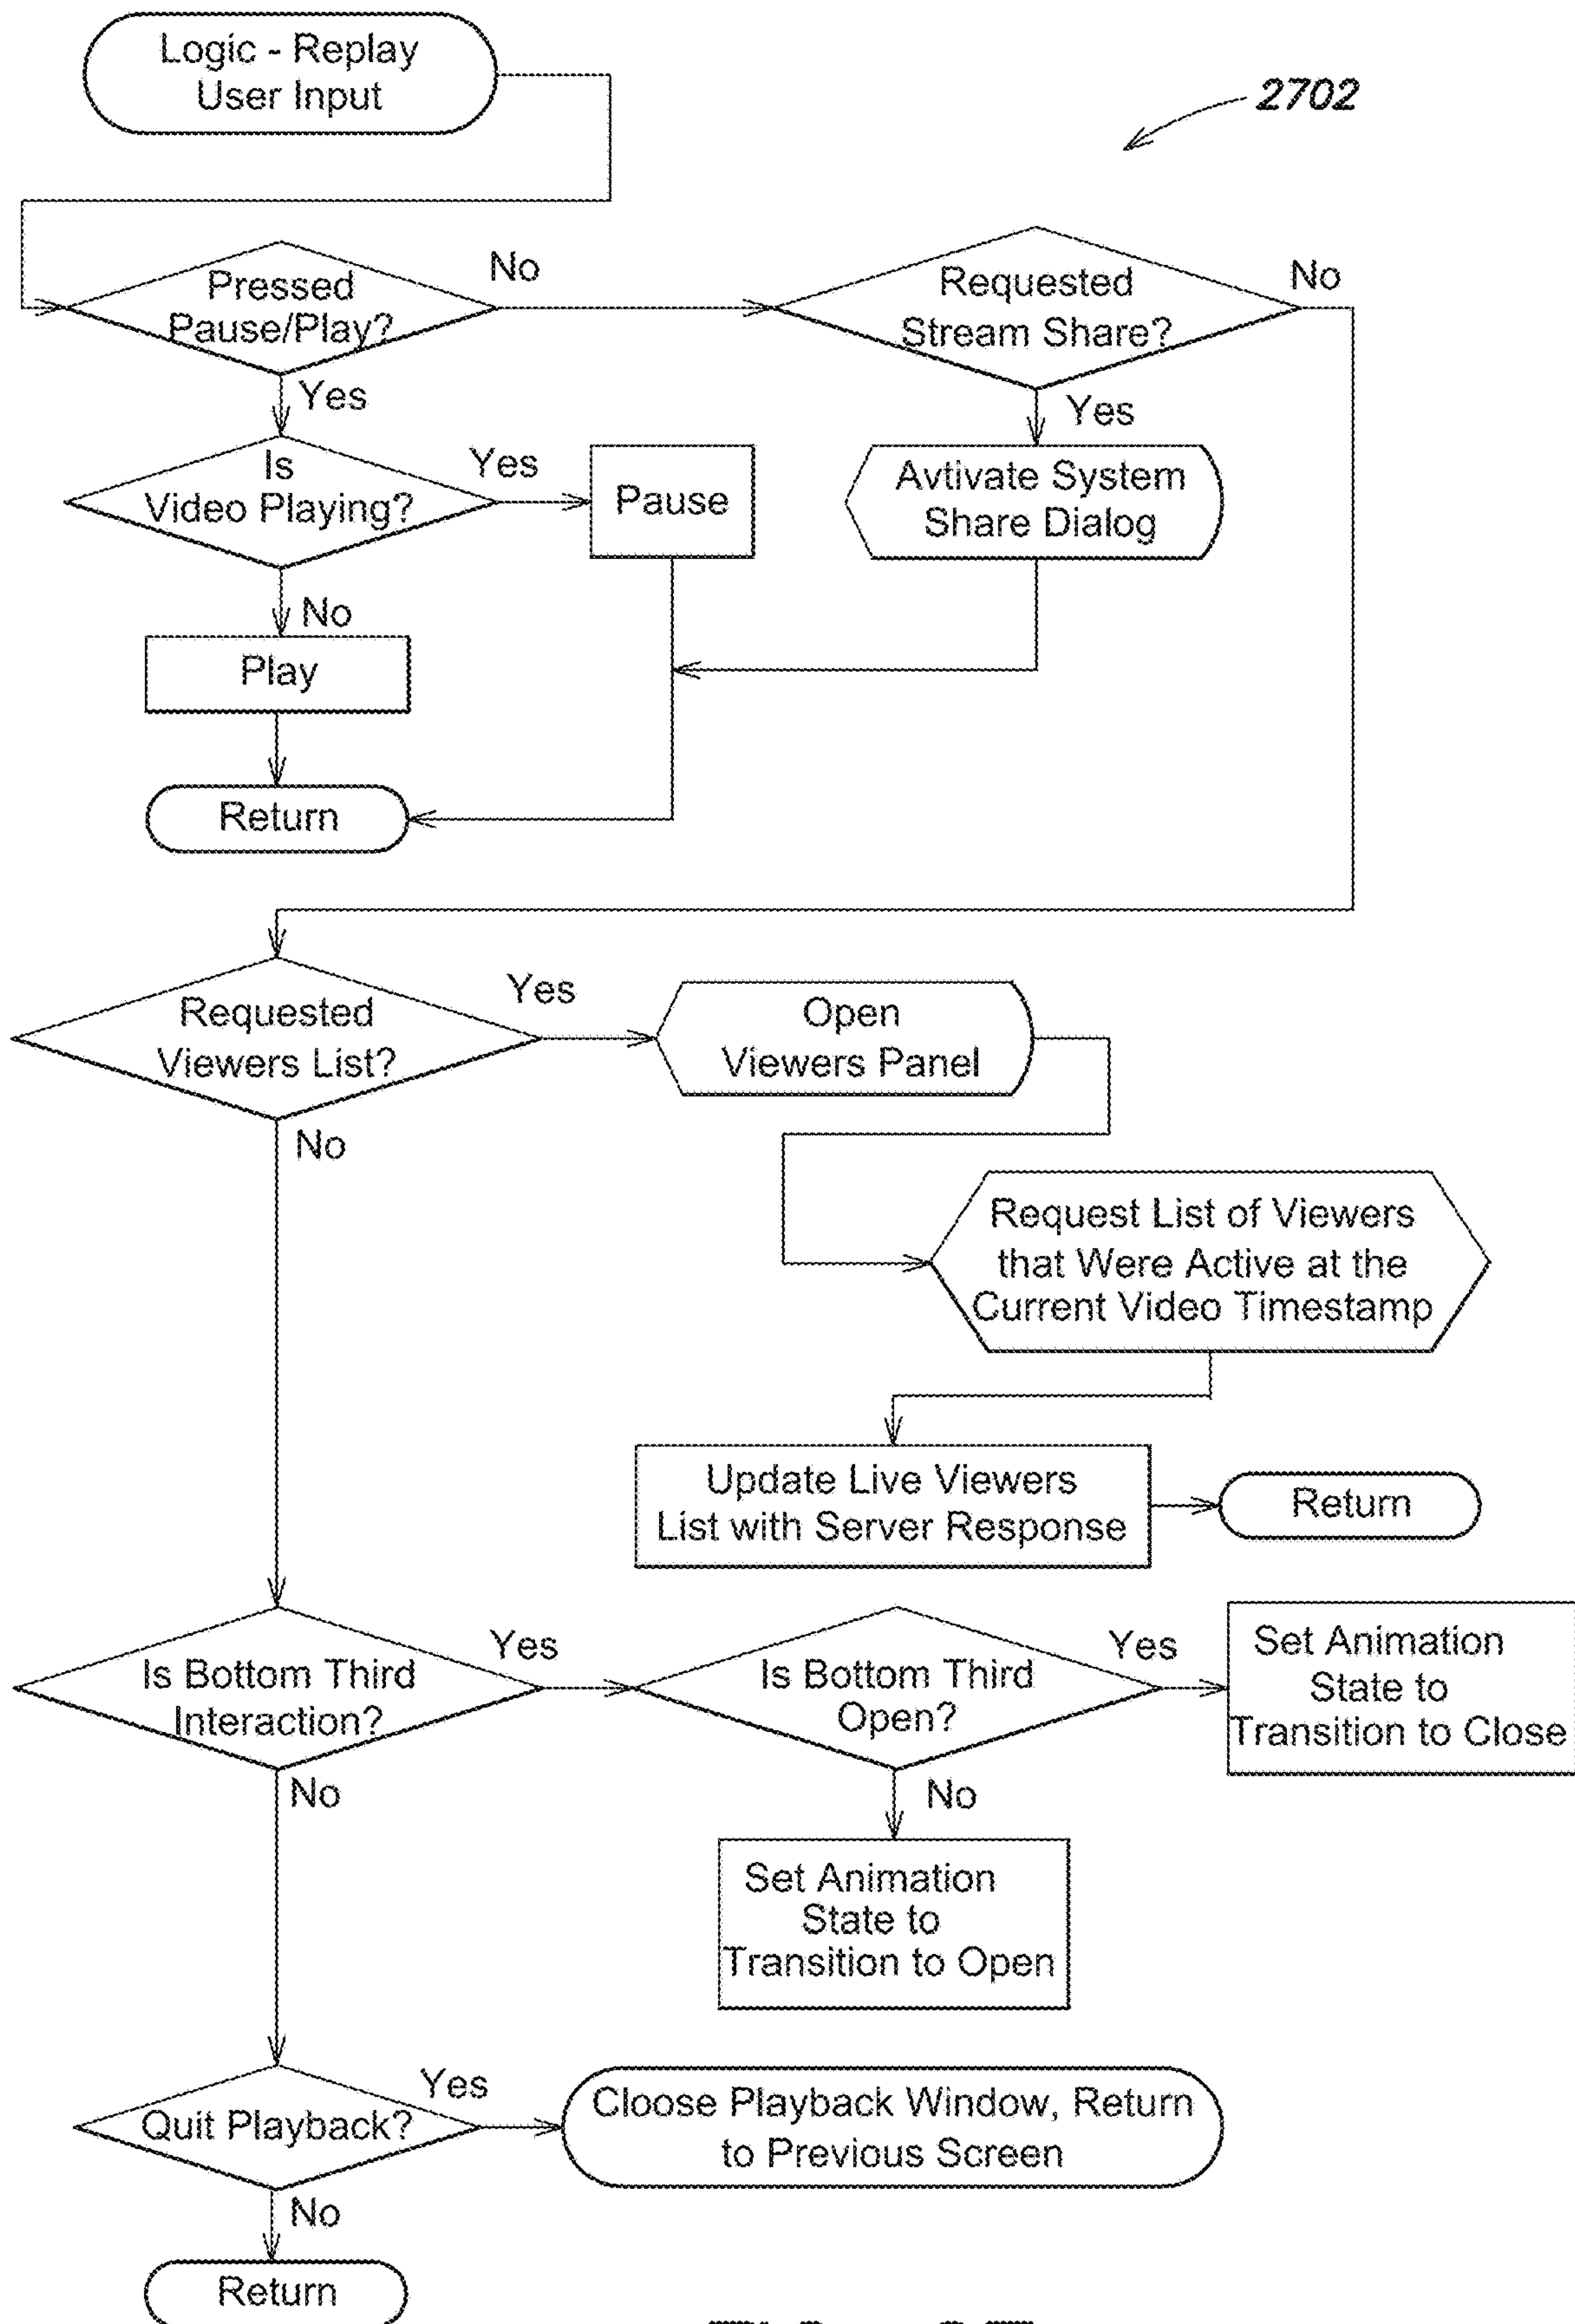 Logic - Replay
User Input
2702
Pressed
Pause/Play?
No
Requested
Stream Share?
No
Yes
Yes
Is
Video Playing?
Yes
Pause
Avtivate System
Share Dialog
No
Play
Return
Requested
Viewers List?
Yes
Open
Viewers Panel
No
Request List of Viewers
that Were Active at the
Current Video Timestamp
Update Live Viewers
List with Server Response
Return
Is Bottom Third
Interaction?
Yes
Is Bottom Third
Open?
Yes
Set Animation
State to
Transition to Close
No
No
Set Animation
State to
Transition to Open
Quit Playback?
Yes
Cloose Playback Window, Return
to Previous Screen
No
Return